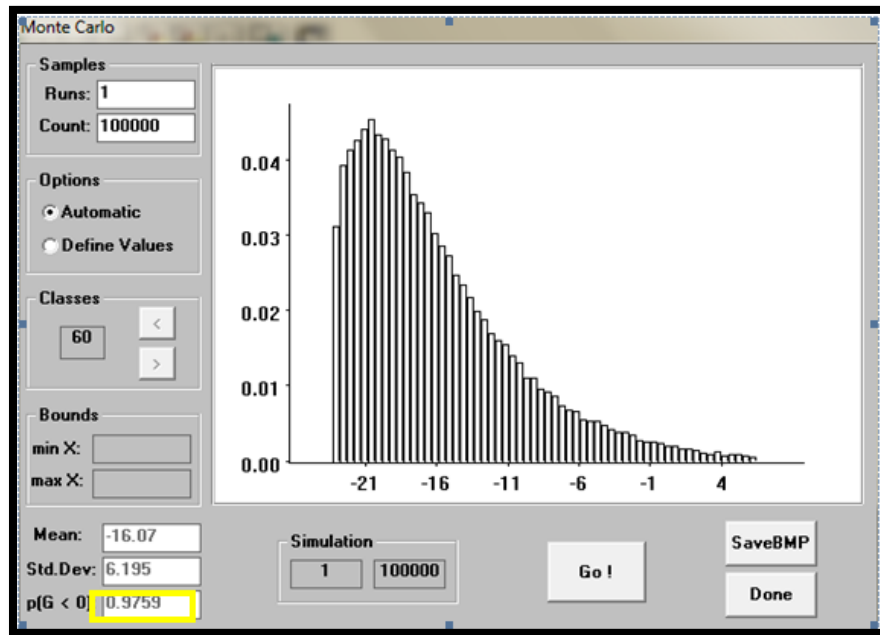 Monte Carlo
Samples
Runs: 1
Count: 100000
Options
Automatic
Define Values
Classes
60
<
>
Bounds
min X:
max X:
Mean: -16.07
Std.Dev: 6.195
p(G < 0) 0.9759
0.04
0.03
0.02
0.01
0.00
-21 -16 -11 -6 -1 4
Simulation
1 100000
Go !
SaveBMP
Done